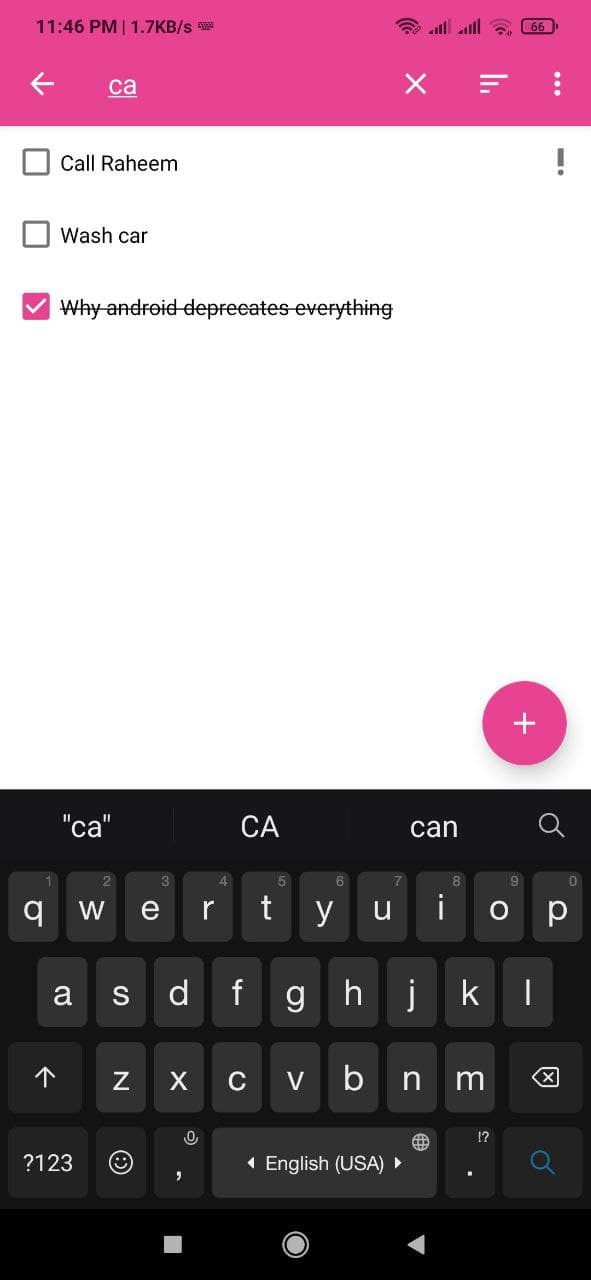 11:46 PM | 1.7KB/s
66
ca
Call Raheem
Wash car
Why android deprecates everything
"ca" CA can
1 2 3 4 5 6 7 8 9 0
q w e r t y u i o p
a s d f g h j k l
z x c v b n m
!?
?123 , English (USA) .